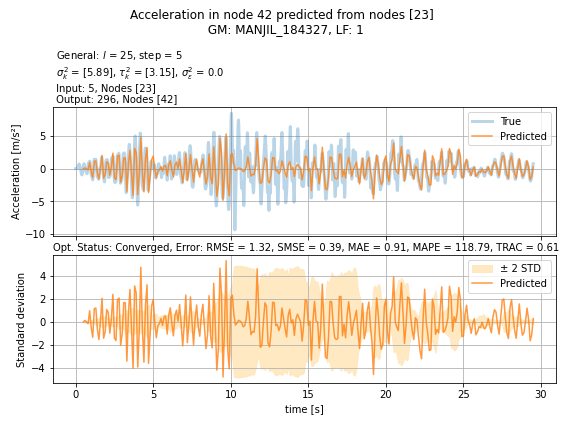 Acceleration in node 42 predicted from nodes [23]
GM: MANJIL_184327, LF: 1
General: l = 25, step = 5
σ²ₖ = [5.89], τ²ₖ = [3.15], σ²ε = 0.0
Input: 5, Nodes [23]
Output: 296, Nodes [42]
Acceleration [m/s²]
5
0
−5
−10
True
Predicted
Opt. Status: Converged, Error: RMSE = 1.32, SMSE = 0.39, MAE = 0.91, MAPE = 118.79, TRAC = 0.61
Standard deviation
4
2
0
−2
−4
± 2 STD
Predicted
0 5 10 15 20 25 30
time [s]